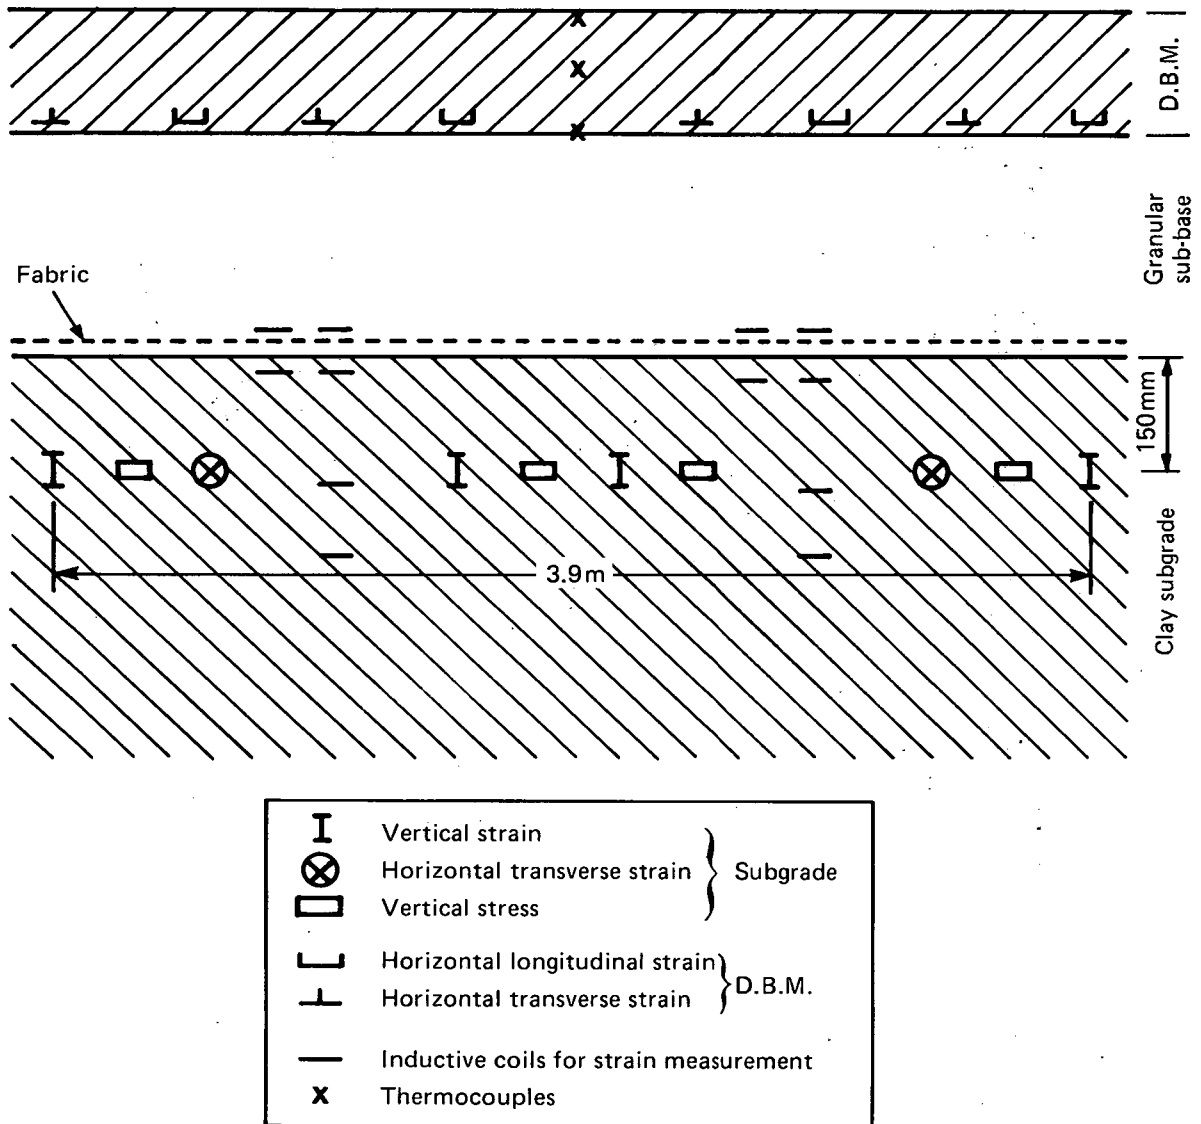 D.B.M.
Granular
sub-base
Fabric
150mm
3.9m
Clay subgrade
Vertical strain
Horizontal transverse strain
Subgrade
Vertical stress
Horizontal longitudinal strain
D.B.M.
Horizontal transverse strain
Inductive coils for strain measurement
x Thermocouples